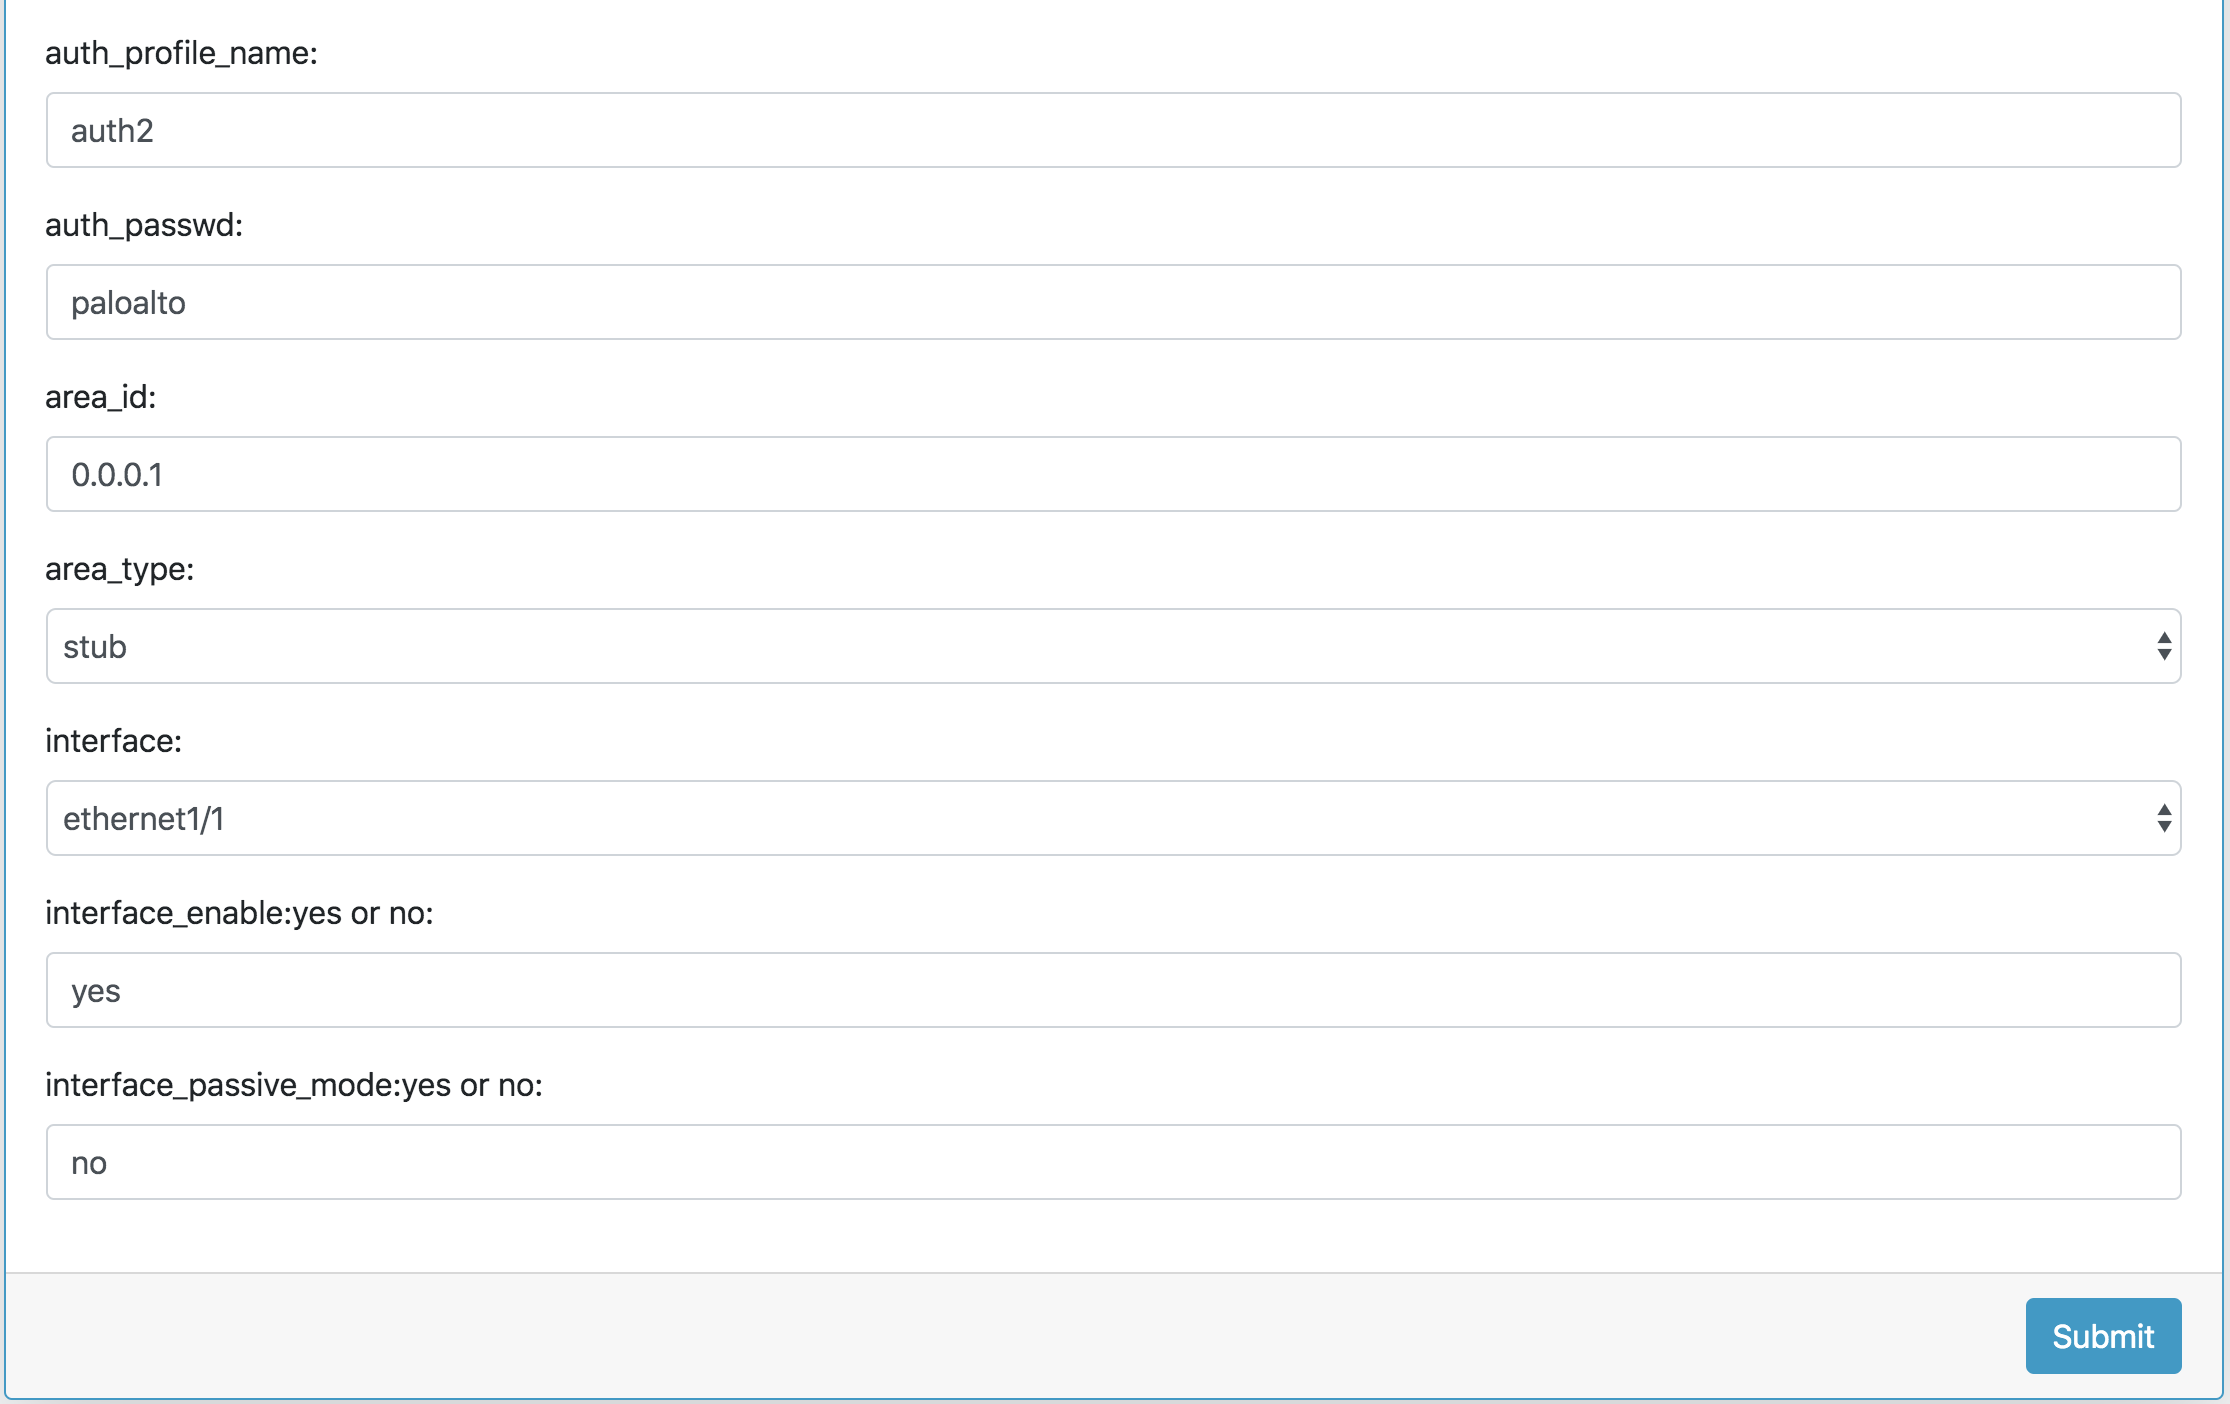 auth_profile_name:
auth2
auth_passwd:
paloalto
area_id:
0.0.0.1
area_type:
stub
interface:
ethernet1/1
interface_enable:yes or no:
yes
interface_passive_mode:yes or no:
no
Submit